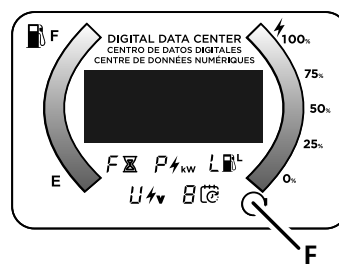 F
DIGITAL DATA CENTER
CENTRO DE DATOS DIGITALES
CENTRE DE DONNÉES NUMÉRIQUES
100%
75%
50%
25%
0%
E
F P kW L L
U v 8
F